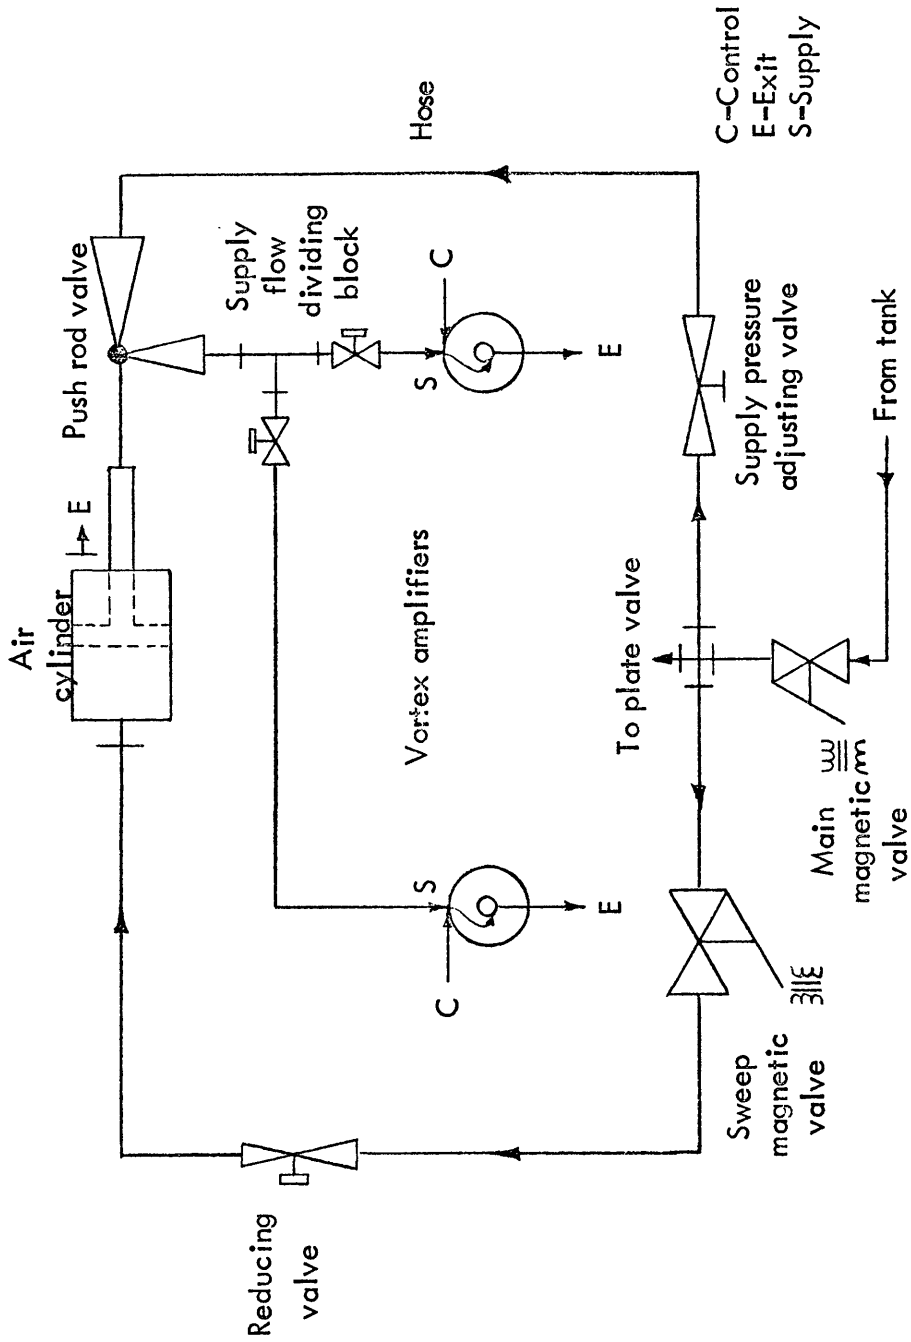 Air
cylinder
E
Push rod valve
Supply
flow
dividing
block
Hose
C
S
E
S
C
E
Vortex amplifiers
Reducing
valve
To plate valve
Supply pressure
adjusting valve
From tank
Main
magnetic
valve
Sweep
magnetic
valve
C-Control
E-Exit
S-Supply